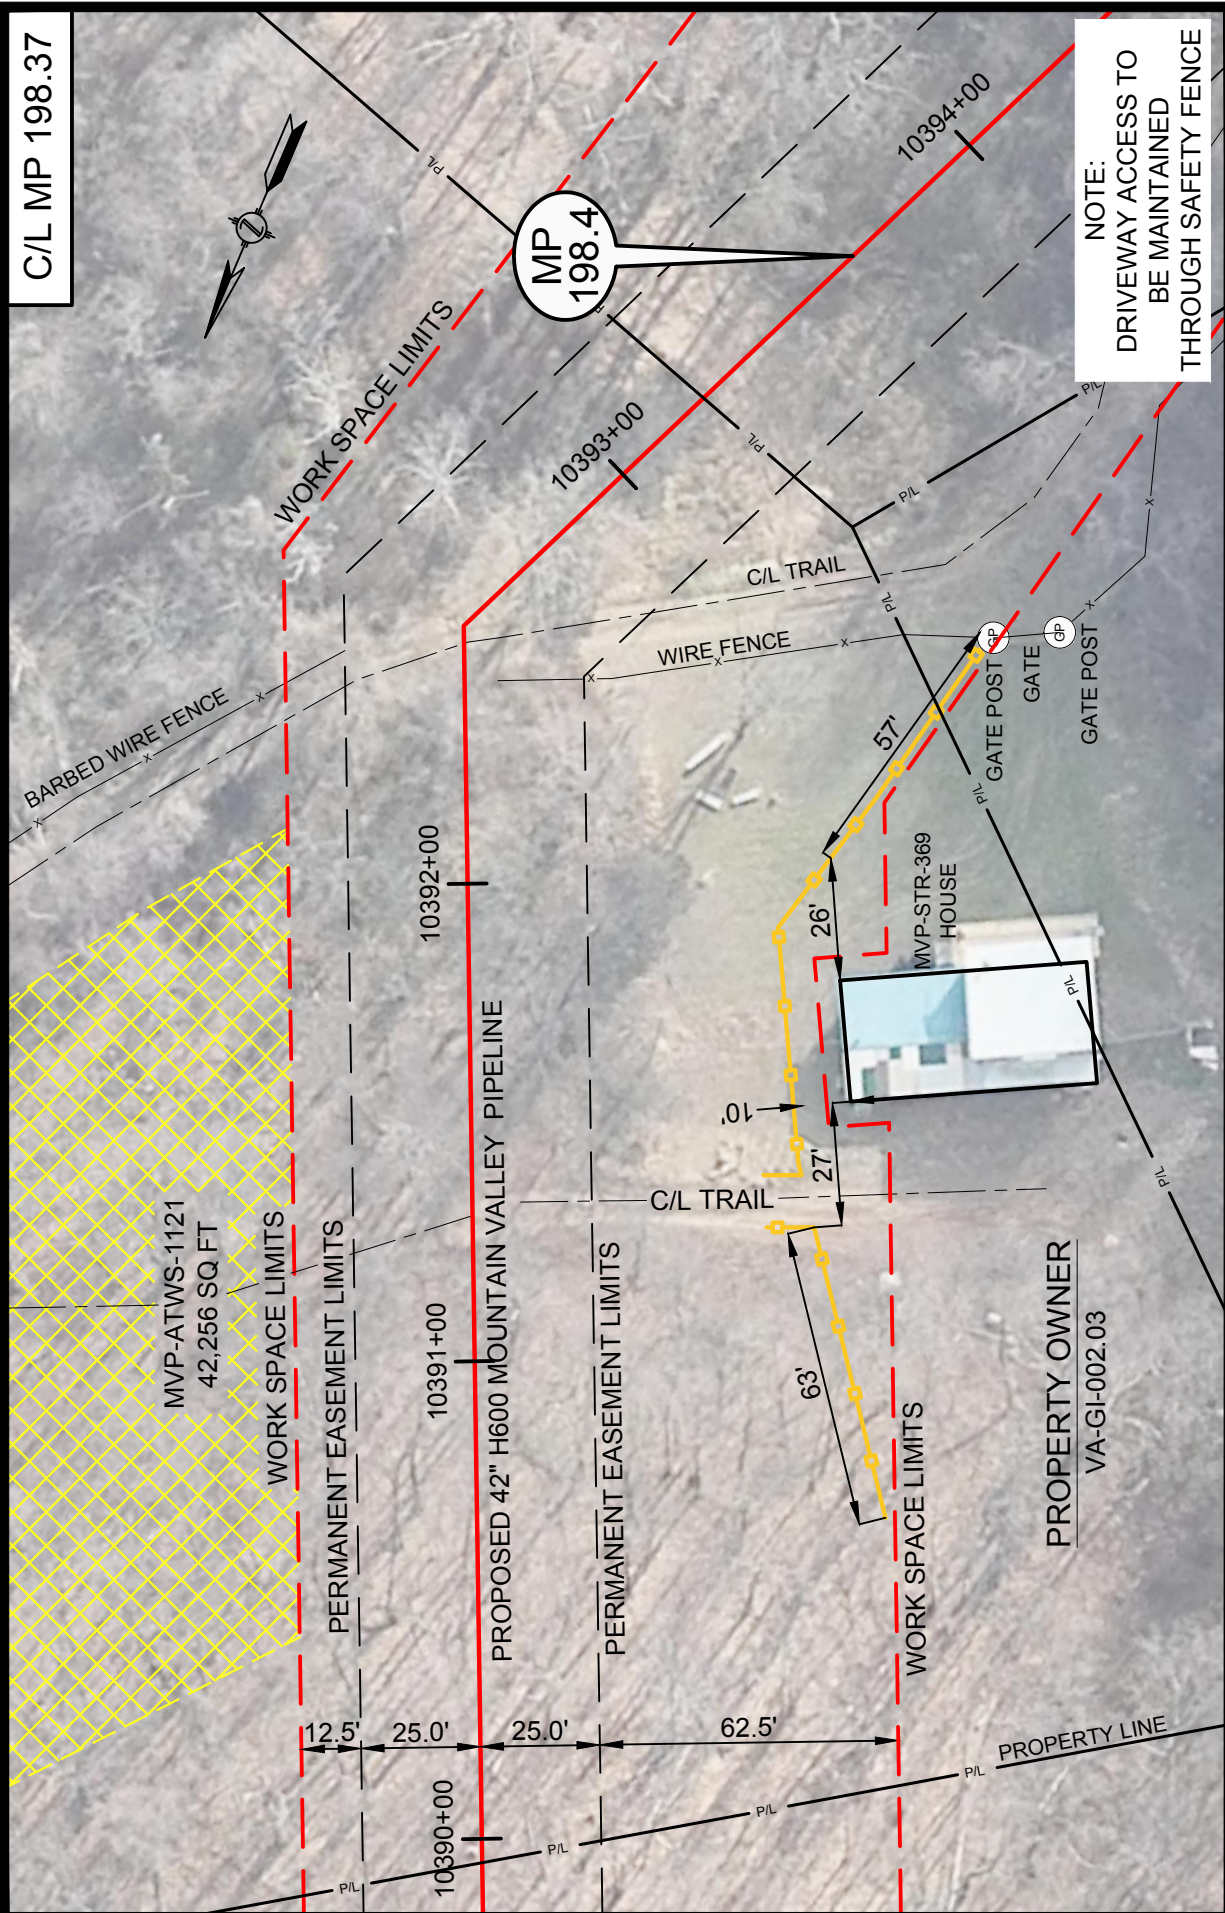 C/L MP 198.37
NOTE:
DRIVEWAY ACCESS TO
BE MAINTAINED
THROUGH SAFETY FENCE
MP
198.4
10394+00
10393+00
10392+00
10391+00
10390+00
WORK SPACE LIMITS
C/L TRAIL
WIRE FENCE
BARBED WIRE FENCE
GP
GP
GATE POST
GATE
GATE POST
57'
26'
MVP-STR-369
HOUSE
10'
27'
C/L TRAIL
63'
MVP-ATWS-1121
42,256 SQ FT
WORK SPACE LIMITS
PERMANENT EASEMENT LIMITS
PROPOSED 42" H600 MOUNTAIN VALLEY PIPELINE
PERMANENT EASEMENT LIMITS
WORK SPACE LIMITS
PROPERTY OWNER
VA-GI-002.03
12.5'
25.0'
25.0'
62.5'
PROPERTY LINE
P/L
P/L
P/L
P/L
P/L
P/L
P/L
P/L
P/L
P/L
P/L
P/L
x
x
x
x
x
x
x
x